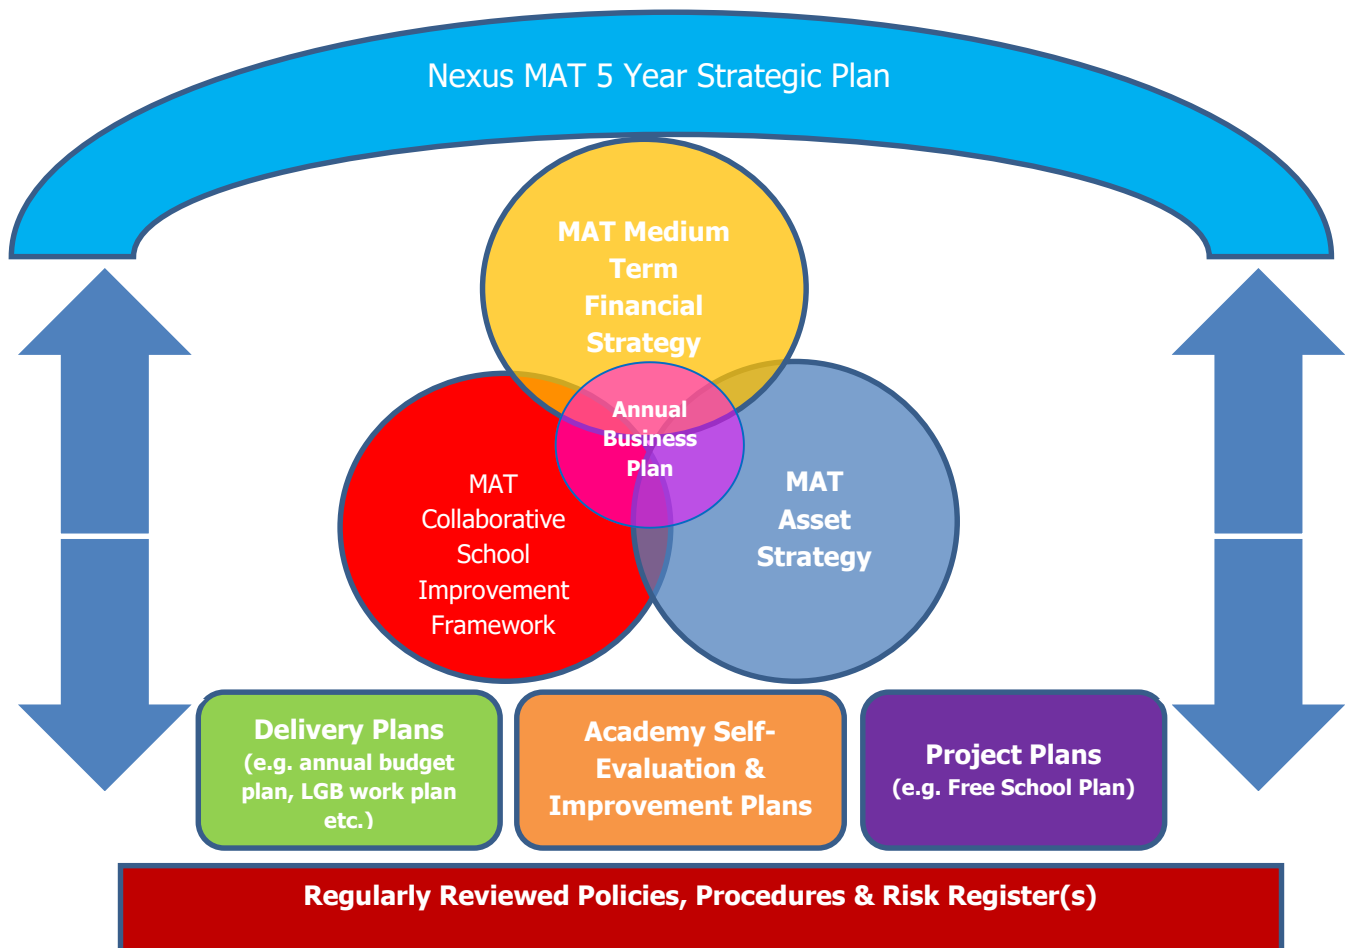 Nexus MAT 5 Year Strategic Plan
MAT Medium
Term
Financial
Strategy
Annual
Business
Plan
MAT
Collaborative
School
Improvement
Framework
MAT
Asset
Strategy
Delivery Plans
(e.g. annual budget
plan, LGB work plan
etc.)
Academy Self-
Evaluation &
Improvement Plans
Project Plans
(e.g. Free School Plan)
Regularly Reviewed Policies, Procedures & Risk Register(s)